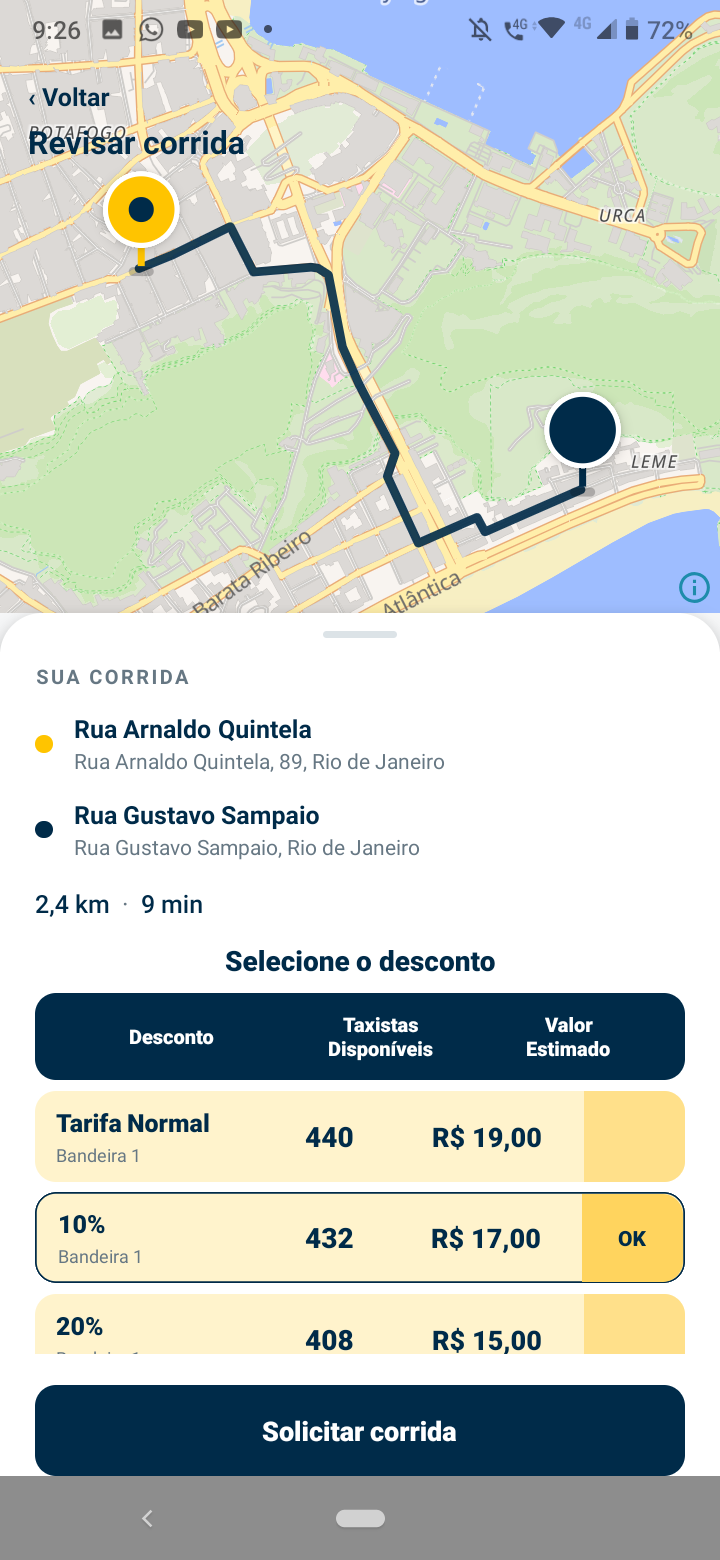 9:26
4G
4G
72%
‹ Voltar
BOTAFOGO
Revisar corrida
URCA
LEME
Barata Ribeiro
Atlântica
SUA CORRIDA
Rua Arnaldo Quintela
Rua Arnaldo Quintela, 89, Rio de Janeiro
Rua Gustavo Sampaio
Rua Gustavo Sampaio, Rio de Janeiro
2,4 km · 9 min
Selecione o desconto
Desconto
Taxistas
Disponíveis
Valor
Estimado
Tarifa Normal
Bandeira 1
440
R$ 19,00
10%
Bandeira 1
432
R$ 17,00
OK
20%
408
R$ 15,00
Solicitar corrida